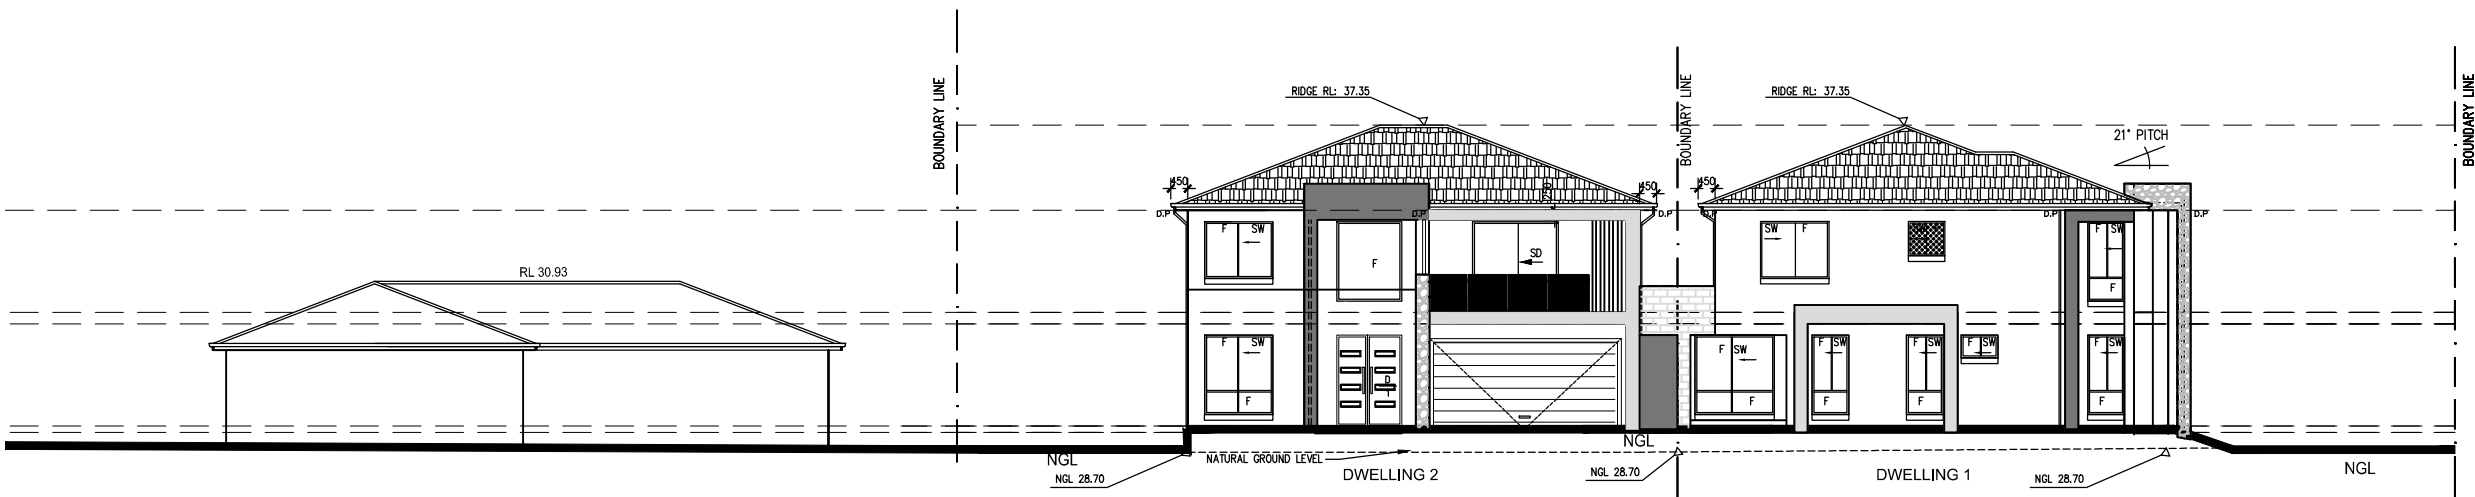 BOUNDARY LINE
BOUNDARY LINE
BOUNDARY LINE
RIDGE RL: 37.35
RIDGE RL: 37.35
21° PITCH
450
450
450
750
D.P
D.P
D.P
D.P
D.P
D.P
RL 30.93
F SW
F
SD
SW F
F SW
F
F SW
F
D
F SW
F
F SW
F
F SW
F
F SW
F SW
F
NGL
NGL
NGL
NATURAL GROUND LEVEL
NGL 28.70
NGL 28.70
NGL 28.70
DWELLING 2
DWELLING 1